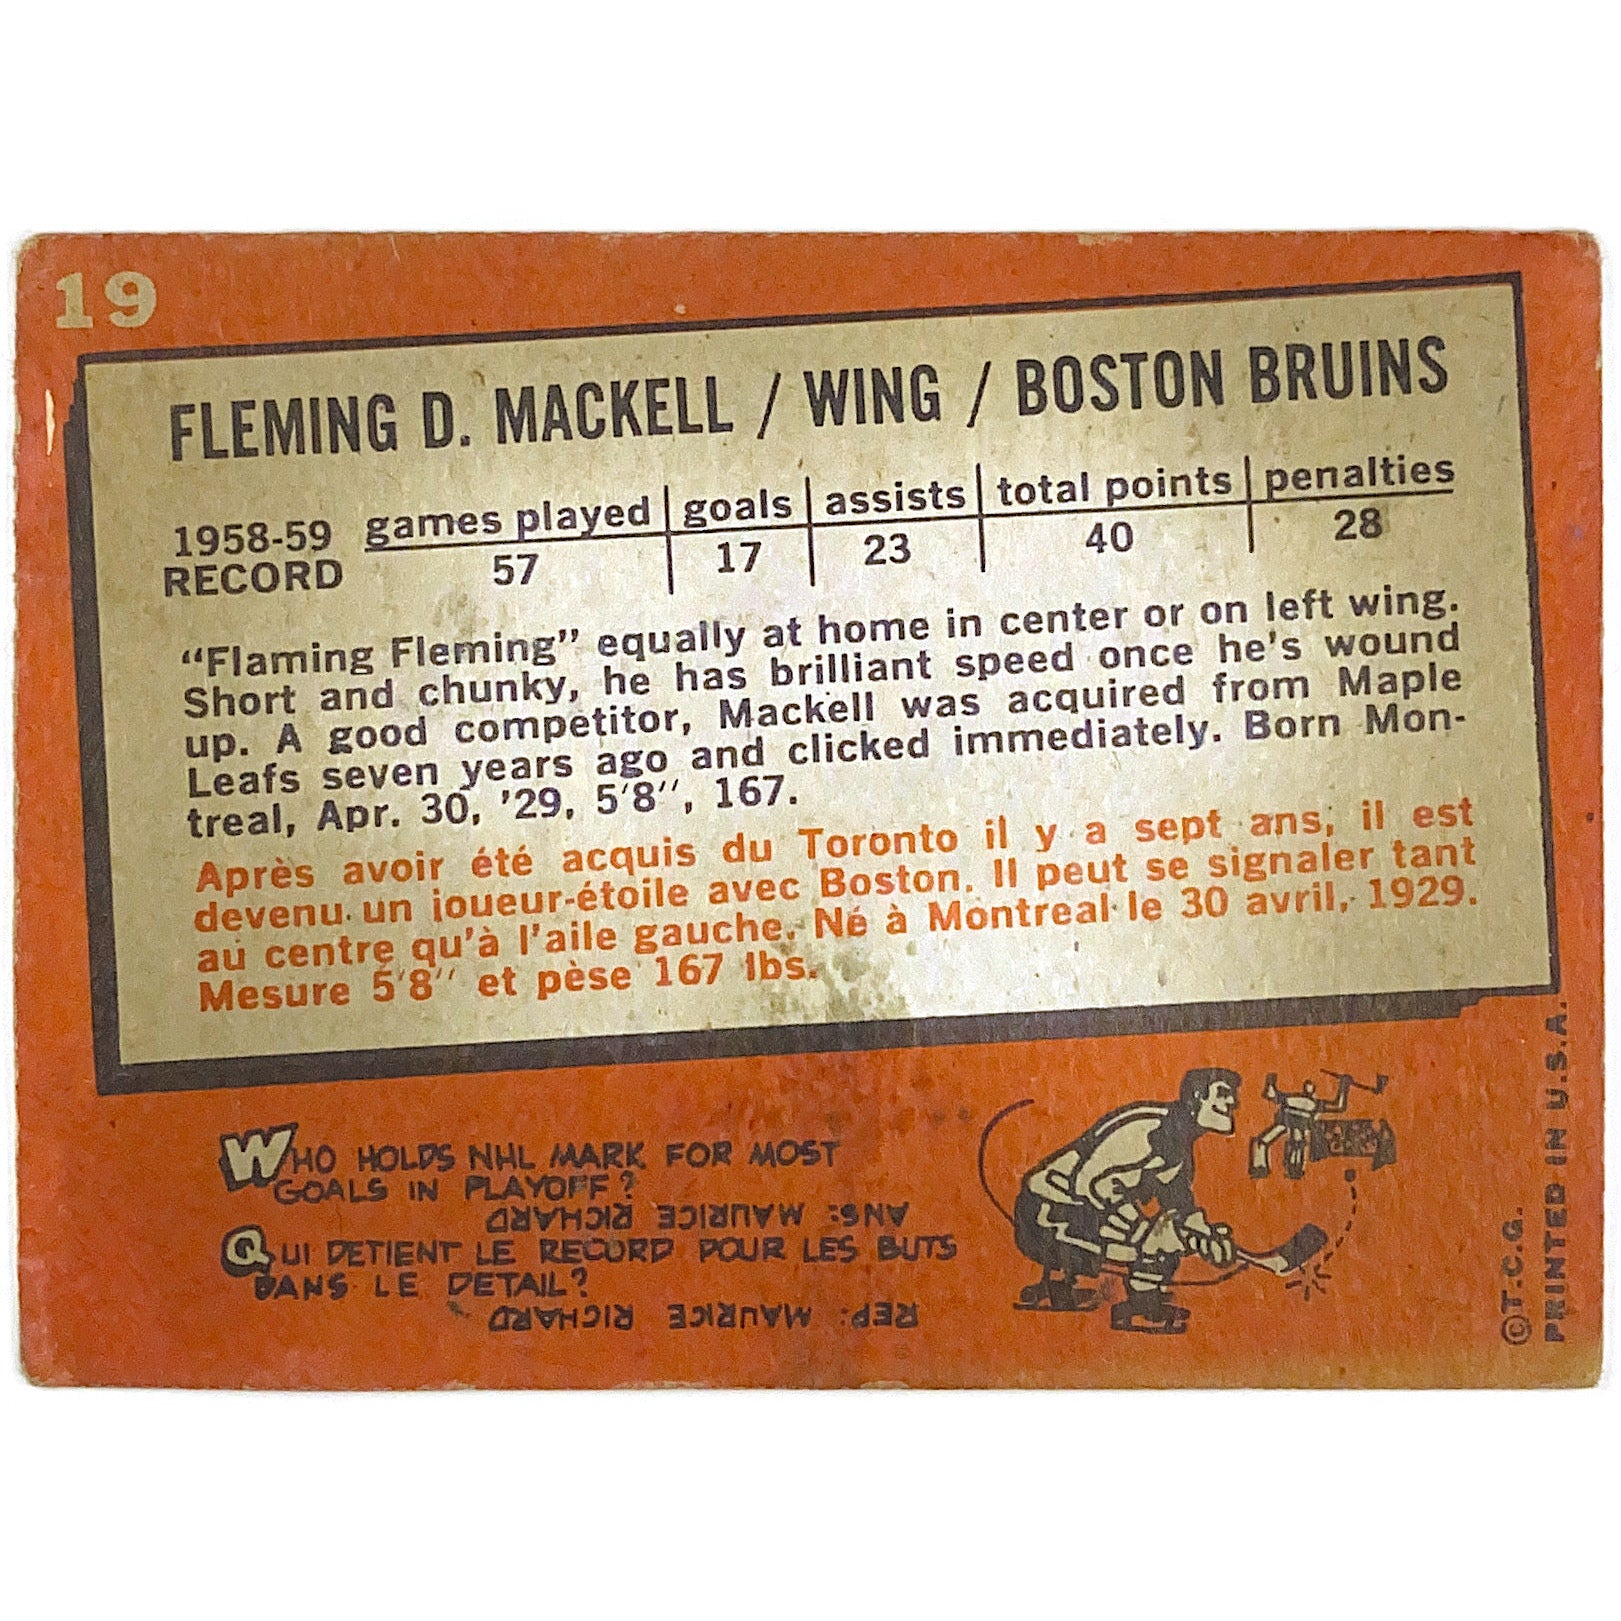 19
FLEMING D. MACKELL / WING / BOSTON BRUINS
1958-59 RECORD games played goals assists total points penalties
57 17 23 40 28
“Flaming Fleming” equally at home in center or on left wing.
Short and chunky, he has brilliant speed once he's wound
up. A good competitor, Mackell was acquired from Maple
Leafs seven years ago and clicked immediately. Born Mon-
treal, Apr. 30, '29, 5'8", 167.
Après avoir été acquis du Toronto il y a sept ans, il est
devenu un joueur-étoile avec Boston. Il peut se signaler tant
au centre qu'à l'aile gauche. Né à Montreal le 30 avril, 1929.
Mesure 5'8" et pèse 167 lbs.
WHO HOLDS NHL MARK FOR MOST
GOALS IN PLAYOFF?
ANS: MAURICE RICHARD
QUI DETIENT LE RECORD POUR LES BUTS
DANS LE DETAIL?
REP: MAURICE RICHARD
©T.C.G.
PRINTED IN U.S.A.